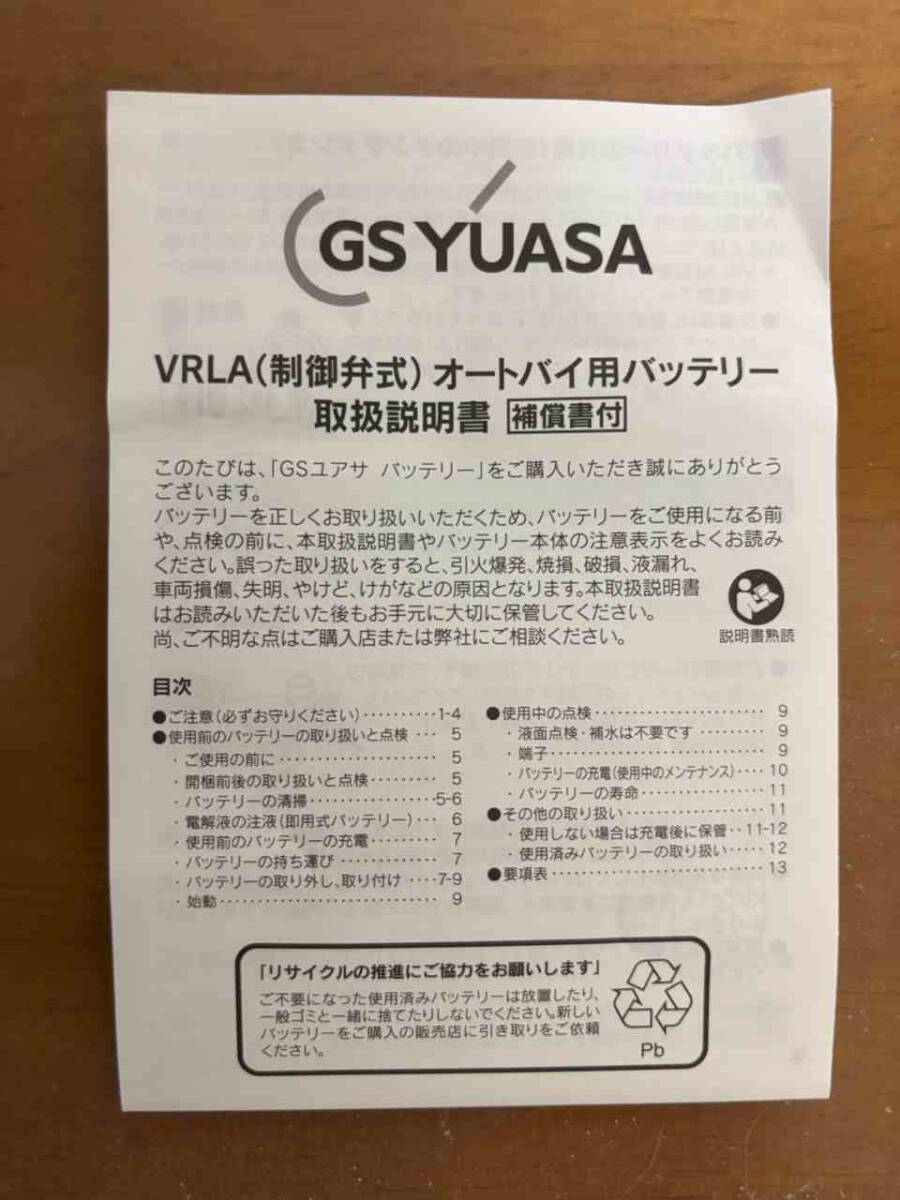 GS YUASA
VRLA(制御弁式)オートバイ用バッテリー
取扱説明書 補償書付
このたびは、「GSユアサ バッテリー」をご購入いただき誠にありがとう
ございます。
バッテリーを正しくお取り扱いいただくため、バッテリーをご使用になる前
や、点検の前に、本取扱説明書やバッテリー本体の注意表示をよくお読み
ください。誤った取り扱いをすると、引火爆発、焼損、破損、液漏れ、
車両損傷、失明、やけど、けがなどの原因となります。本取扱説明書
はお読みいただいた後もお手元に大切に保管してください。
尚、ご不明な点はご購入店または弊社にご相談ください。
説明書熟読
目次
●ご注意(必ずお守りください)··········1-4
●使用前のバッテリーの取り扱いと点検 ··· 5
・ご使用の前に······················ 5
・開梱前後の取り扱いと点検········· 5
・バッテリーの清掃·················5-6
・電解液の注液(即用式バッテリー)··· 6
・使用前のバッテリーの充電·········· 7
・バッテリーの持ち運び ············· 7
・バッテリーの取り外し、取り付け ····7-9
・始動····························· 9
●使用中の点検······················· 9
・液面点検・補水は不要です ········· 9
・端子····························· 9
・バッテリーの充電(使用中のメンテナンス)···· 10
・バッテリーの寿命················· 11
●その他の取り扱い··················· 11
・使用しない場合は充電後に保管··11-12
・使用済みバッテリーの取り扱い····· 12
●要項表····························· 13
「リサイクルの推進にご協力をお願いします」
ご不要になった使用済みバッテリーは放置したり、
一般ゴミと一緒に捨てたりしないでください。新しい
バッテリーをご購入の販売店に引き取りをご依頼
ください。
Pb